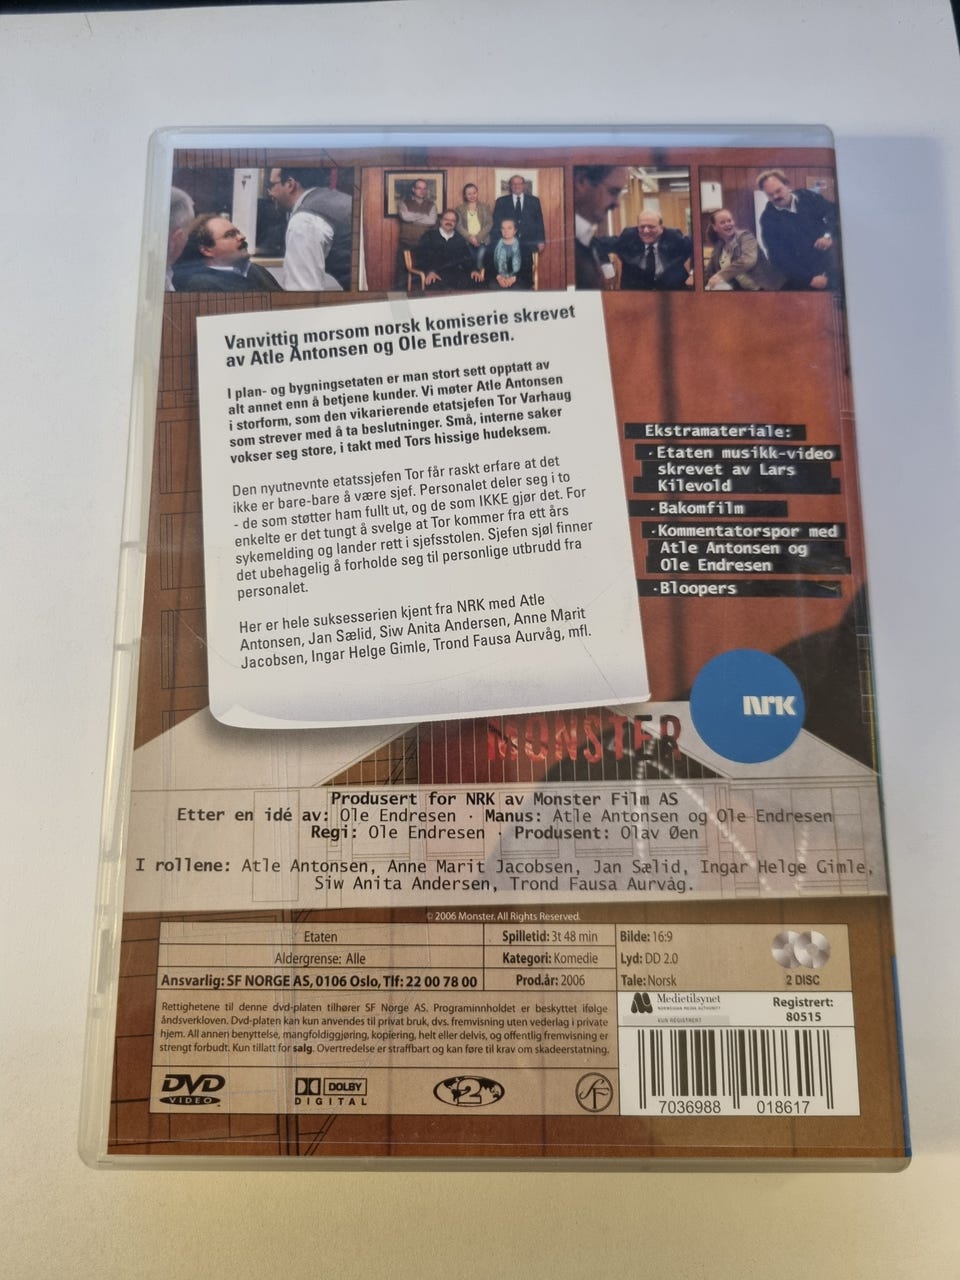 Vanvittig morsom norsk komiserie skrevet
av Atle Antonsen og Ole Endresen.
I plan- og bygningsetaten er man stort sett opptatt av
alt annet enn å betjene kunder. Vi møter Atle Antonsen
i storform, som den vikarierende etatsjefen Tor Varhaug
som strever med å ta beslutninger. Små, interne saker
vokser seg store, i takt med Tors hissige hudeksem.
Den nyutnevnte etatssjefen Tor får raskt erfare at det
ikke er bare-bare å være sjef. Personalet deler seg i to
- de som støtter ham fullt ut, og de som IKKE gjør det. For
enkelte er det tungt å svelge at Tor kommer fra ett års
sykemelding og lander rett i sjefsstolen. Sjefen sjøl finner
det ubehagelig å forholde seg til personlige utbrudd fra
personalet.
Her er hele suksesserien kjent fra NRK med Atle
Antonsen, Jan Sælid, Siw Anita Andersen, Anne Marit
Jacobsen, Ingar Helge Gimle, Trond Fausa Aurvåg, mfl.
Ekstramateriale:
·Etaten musikk-video
skrevet av Lars
Kilevold
·Bakomfilm
·Kommentatorspor med
Atle Antonsen og
Ole Endresen
·Bloopers
NRK
MONSTER
Produsert for NRK av Monster Film AS
Etter en idé av: Ole Endresen · Manus: Atle Antonsen og Ole Endresen
Regi: Ole Endresen · Produsent: Olav Øen
I rollene: Atle Antonsen, Anne Marit Jacobsen, Jan Sælid, Ingar Helge Gimle,
Siw Anita Andersen, Trond Fausa Aurvåg.
© 2006 Monster. All Rights Reserved.
Etaten
Aldergrense: Alle
Ansvarlig: SF NORGE AS, 0106 Oslo, Tlf: 22 00 78 00
Spilletid: 3t 48 min
Kategori: Komedie
Prod.år: 2006
Bilde: 16:9
Lyd: DD 2.0
Tale: Norsk
2 DISC
Rettighetene til denne dvd-platen tilhører SF Norge AS. Programinnholdet er beskyttet ifølge
åndsverkloven. Dvd-platen kan kun anvendes til privat bruk, dvs. fremvisning uten vederlag i private
hjem. All annen benyttelse, mangfoldiggjøring, kopiering, helt eller delvis, og offentlig fremvisning er
strengt forbudt. Kun tillatt for salg. Overtredelse er straffbart og kan føre til krav om skadeerstatning.
Medietilsynet
NORWEGIAN MEDIA AUTHORITY
KUN REGISTRERT
Registrert:
80515
DVD
VIDEO
DOLBY
DIGITAL
2
SF
7036988 018617